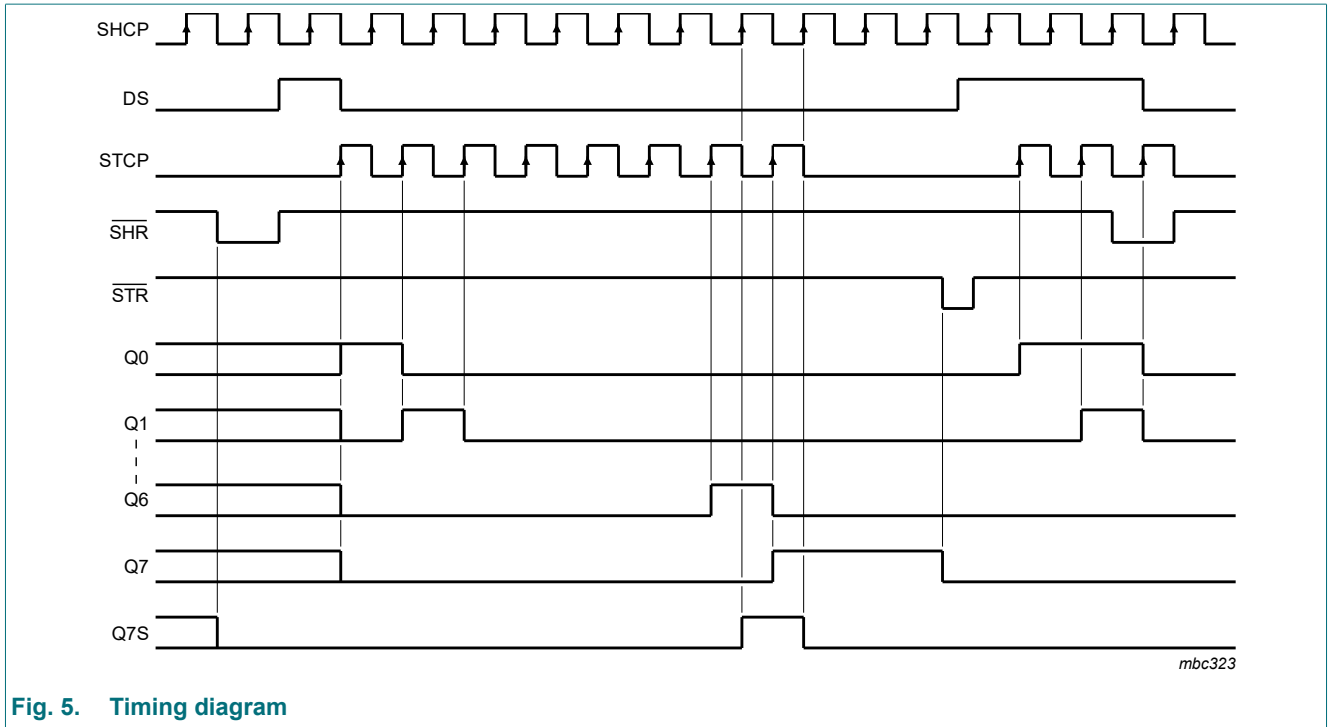 SHCP
DS
STCP
SHR
STR
Q0
Q1
Q6
Q7
Q7S
mbc323
Fig. 5. Timing diagram